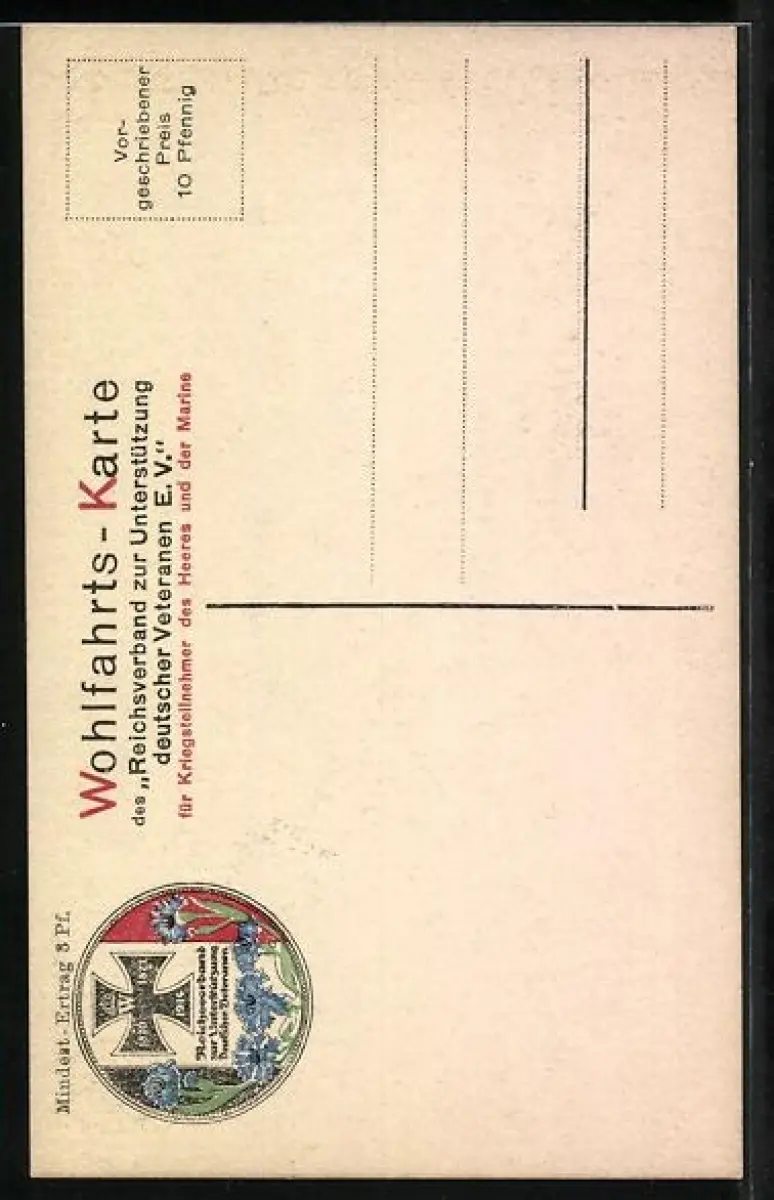 Mindest-Ertrag 3 Pf.
Wohlfahrts-Karte
des „Reichsverband zur Unterstützung
deutscher Veteranen E. V.“
für Kriegsteilnehmer des Heeres und der Marine
Vor-
geschriebener
Preis
10 Pfennig
W
Reichsverband
zur Unterstützung
Deutscher Veteranen